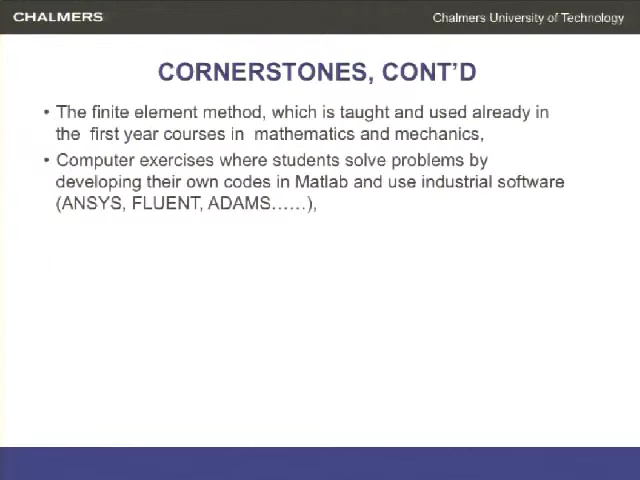 CHALMERS
Chalmers University of Technology
CORNERSTONES, CONT’D
• The finite element method, which is taught and used already in
the first year courses in mathematics and mechanics,
• Computer exercises where students solve problems by
developing their own codes in Matlab and use industrial software
(ANSYS, FLUENT, ADAMS……),